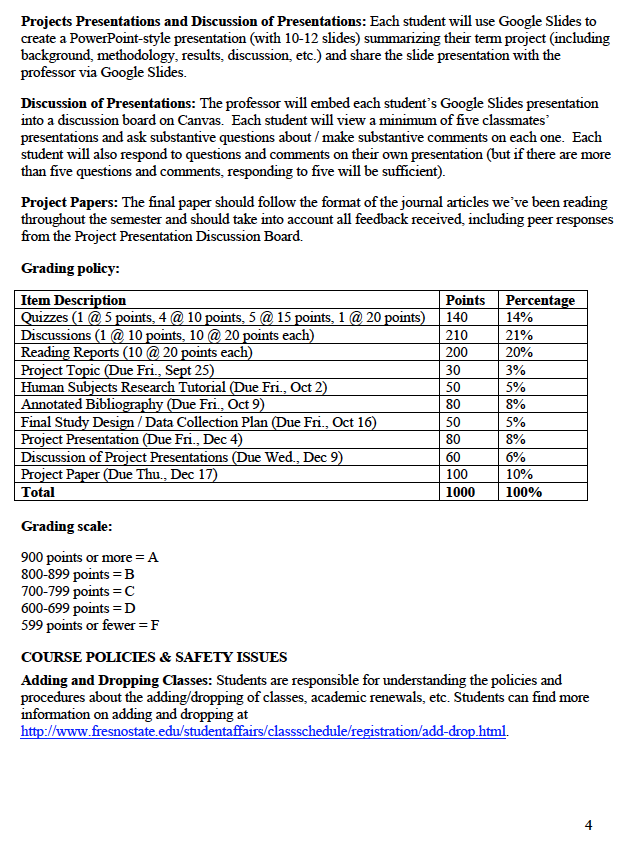 Projects Presentations and Discussion of Presentations: Each student will use Google Slides to
create a PowerPoint-style presentation (with 10-12 slides) summarizing their term project (including
background, methodology, results, discussion, etc.) and share the slide presentation with the
professor via Google Slides.
Discussion of Presentations: The professor will embed each student’s Google Slides presentation
into a discussion board on Canvas.  Each student will view a minimum of five classmates’
presentations and ask substantive questions about / make substantive comments on each one.  Each
student will also respond to questions and comments on their own presentation (but if there are more
than five questions and comments, responding to five will be sufficient).
Project Papers: The final paper should follow the format of the journal articles we’ve been reading
throughout the semester and should take into account all feedback received, including peer responses
from the Project Presentation Discussion Board.
Grading policy:
Item Description Points Percentage
Quizzes (1 @ 5 points, 4 @ 10 points, 5 @ 15 points, 1 @ 20 points) 140 14%
Discussions (1 @ 10 points, 10 @ 20 points each) 210 21%
Reading Reports (10 @ 20 points each) 200 20%
Project Topic (Due Fri., Sept 25) 30 3%
Human Subjects Research Tutorial (Due Fri., Oct 2) 50 5%
Annotated Bibliography (Due Fri., Oct 9) 80 8%
Final Study Design / Data Collection Plan (Due Fri., Oct 16) 50 5%
Project Presentation (Due Fri., Dec 4) 80 8%
Discussion of Project Presentations (Due Wed., Dec 9) 60 6%
Project Paper (Due Thu., Dec 17) 100 10%
Total 1000 100%
Grading scale:
900 points or more = A
800-899 points = B
700-799 points = C
600-699 points = D
599 points or fewer = F
COURSE POLICIES & SAFETY ISSUES
Adding and Dropping Classes: Students are responsible for understanding the policies and
procedures about the adding/dropping of classes, academic renewals, etc. Students can find more
information on adding and dropping at
http://www.fresnostate.edu/studentaffairs/classschedule/registration/add-drop.html.
4